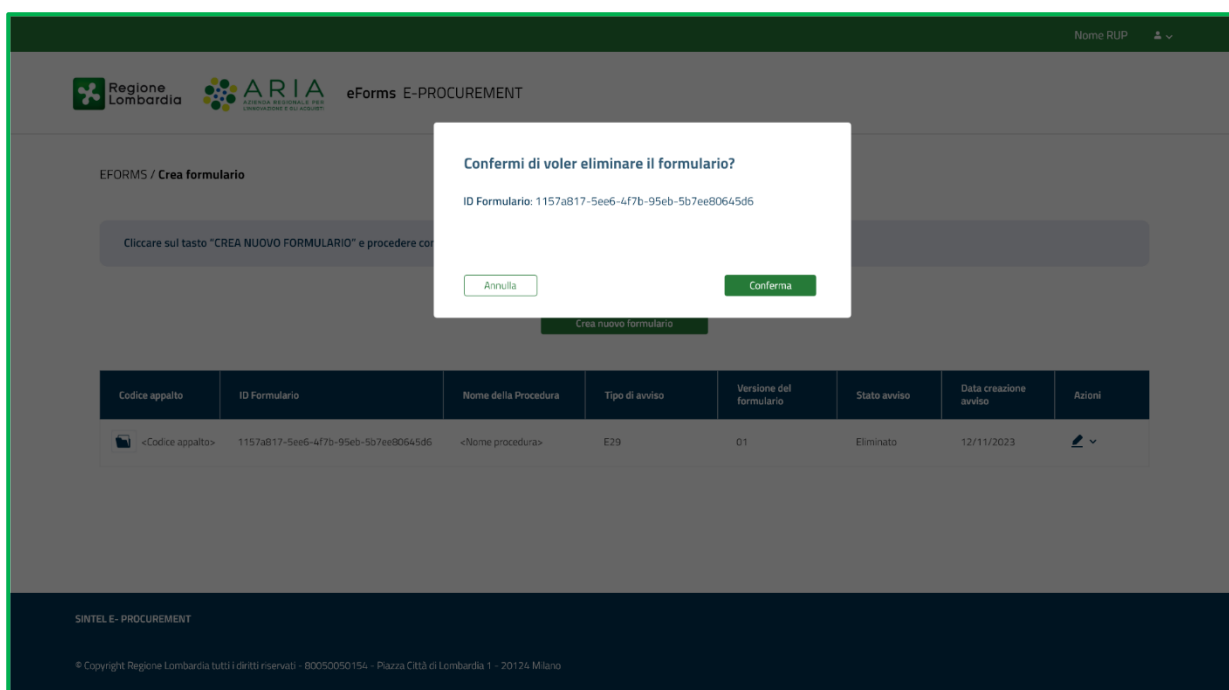 Nome RUP
Regione
Lombardia
ARIA
AZIENDA REGIONALE PER
L'INNOVAZIONE E GLI ACQUISTI
eForms E-PROCUREMENT
Confermi di voler eliminare il formulario?
EFORMS / Crea formulario
ID Formulario: 1157a817-5ee6-4f7b-95eb-5b7ee80645d6
Cliccare sul tasto "CREA NUOVO FORMULARIO" e procedere con
Annulla
Conferma
Crea nuovo formulario
Codice appalto ID Formulario Nome della Procedura Tipo di avviso Versione del formulario Stato avviso Data creazione avviso Azioni
<Codice appalto> 1157a817-5ee6-4f7b-95eb-5b7ee80645d6 <Nome procedura> E29 01 Eliminato 12/11/2023
SINTEL E- PROCUREMENT
© Copyright Regione Lombardia tutti i diritti riservati - 80050050154 - Piazza Città di Lombardia 1 - 20124 Milano